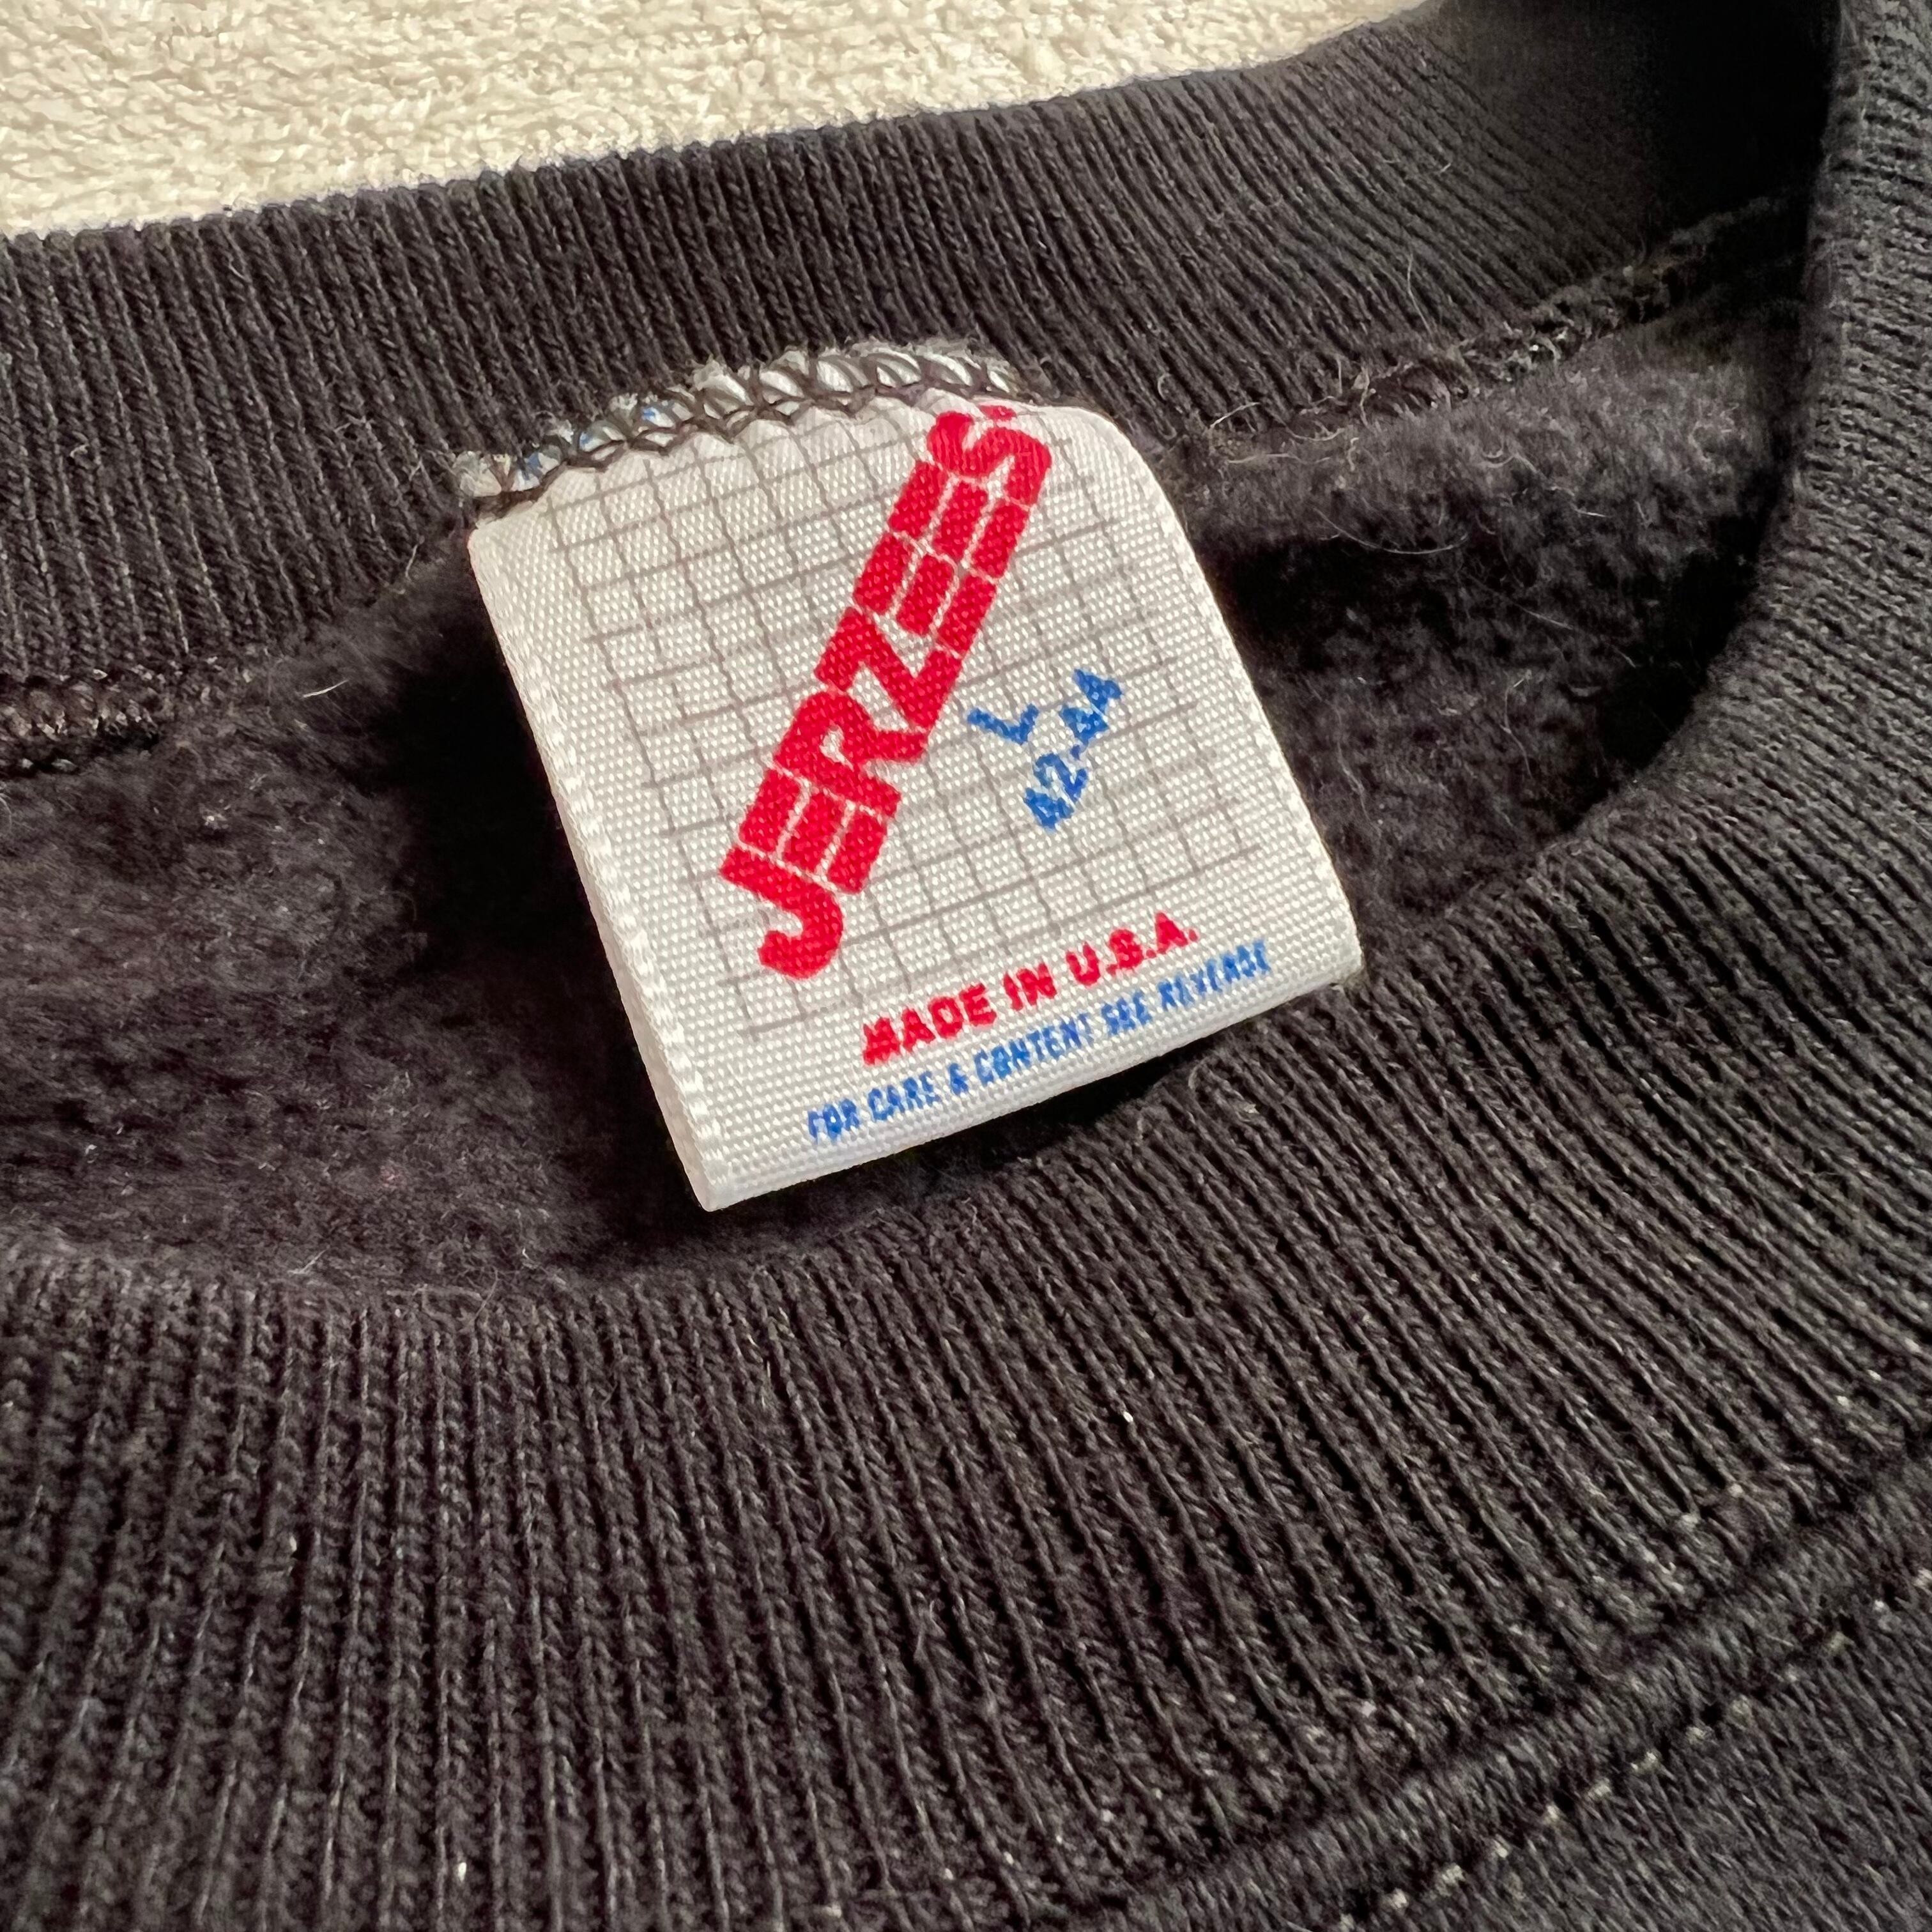 JERZEES
L
42-44
MADE IN U.S.A.
FOR CARE & CONTENT SEE REVERSE